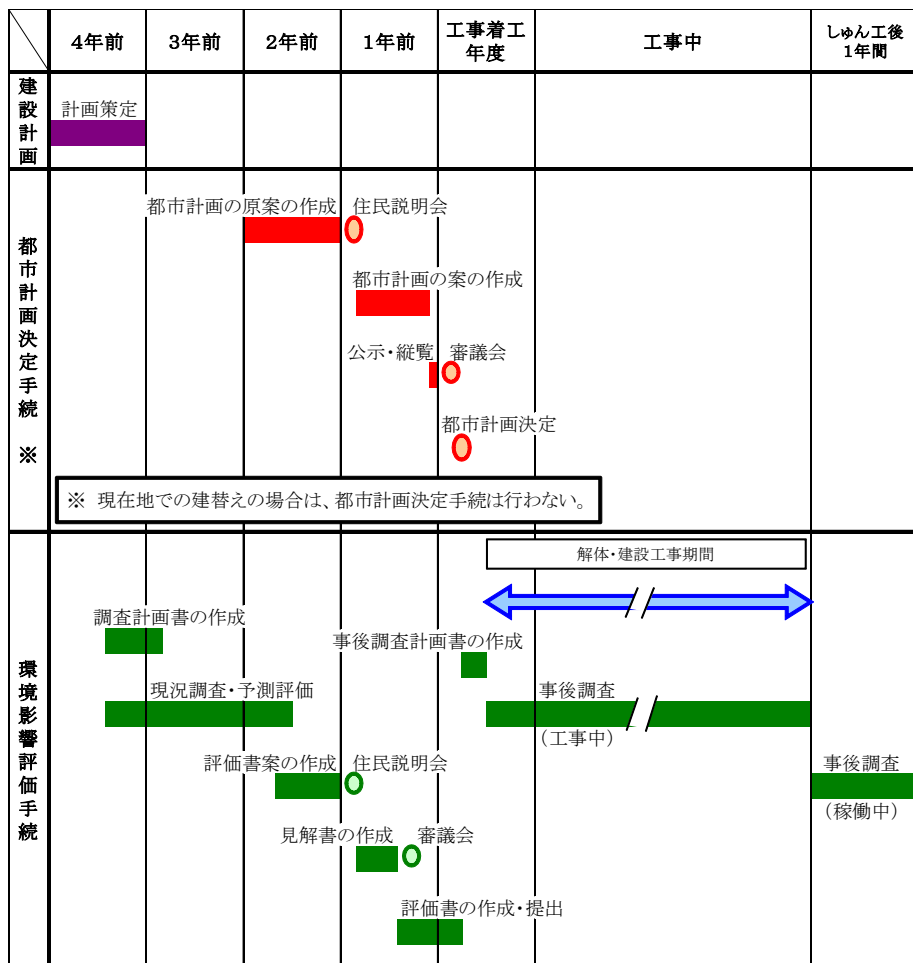 4年前
3年前
2年前
1年前
工事着工
年度
工事中
しゅん工後
1年間
建設計画
計画策定
都市計画決定手続 ※
都市計画の原案の作成
住民説明会
都市計画の案の作成
公示・縦覧
審議会
都市計画決定
※ 現在地での建替えの場合は、都市計画決定手続は行わない。
環境影響評価手続
解体・建設工事期間
調査計画書の作成
事後調査計画書の作成
現況調査・予測評価
事後調査
(工事中)
評価書案の作成
住民説明会
事後調査
(稼働中)
見解書の作成
審議会
評価書の作成・提出